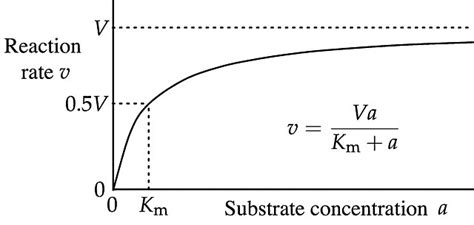 V
Reaction
rate v
0.5V
v = Va / (Km + a)
0
0 Km Substrate concentration a